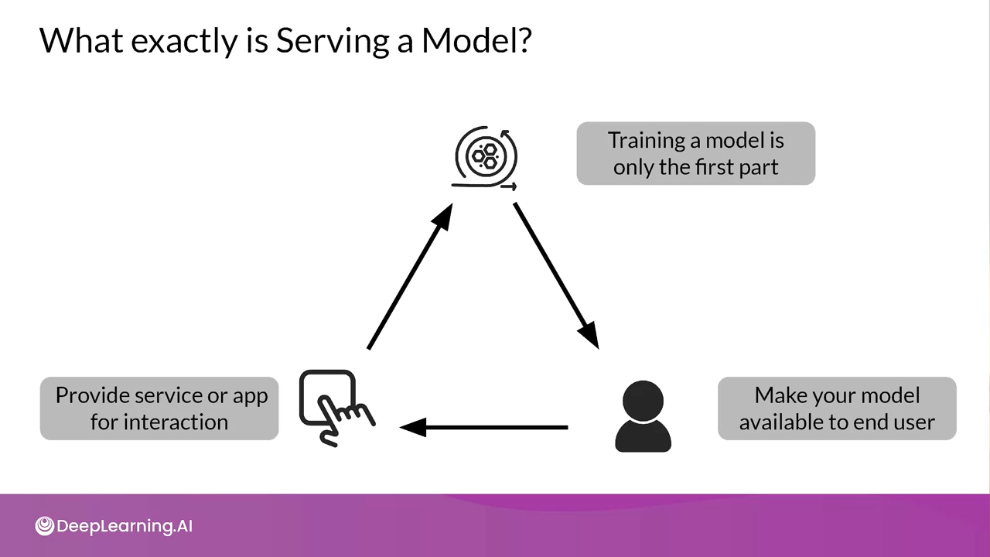 What exactly is Serving a Model?
Training a model is
only the first part
Provide service or app
for interaction
Make your model
available to end user
DeepLearning.AI